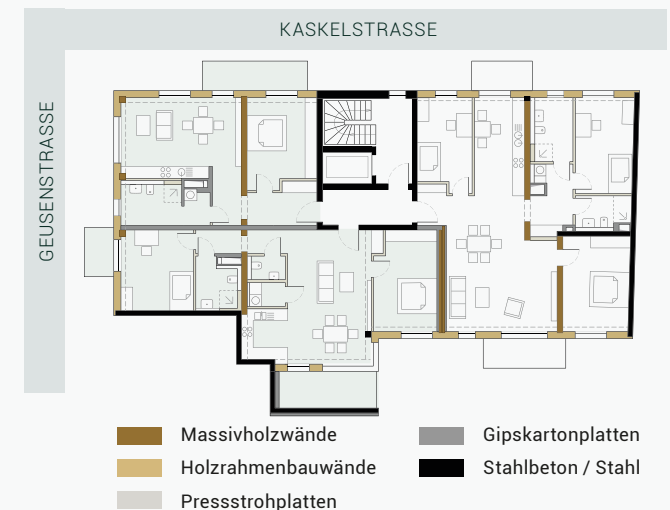 KASKELSTRASSE
GEUSENSTRASSE
Massivholzwände
Holzrahmenbauwände
Pressstrohplatten
Gipskartonplatten
Stahlbeton / Stahl